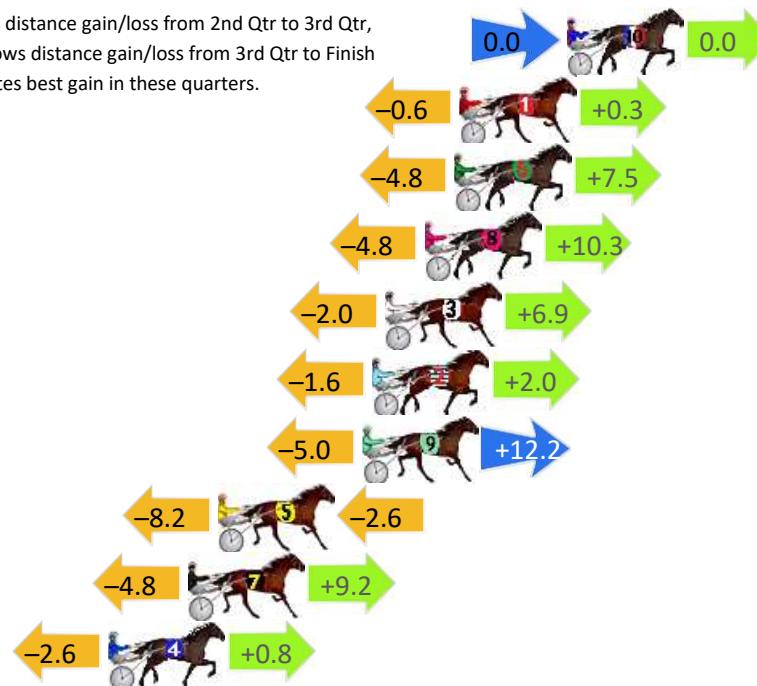 distance gain/loss from 2nd Qtr to 3rd Qtr,
distance gain/loss from 3rd Qtr to Finish
best gain in these quarters.
0.0 0.0
–0.6 1 +0.3
–4.8 6 +7.5
–4.8 8 +10.3
–2.0 3 +6.9
–1.6 2 +2.0
–5.0 9 +12.2
–8.2 5 –2.6
–4.8 7 +9.2
–2.6 4 +0.8